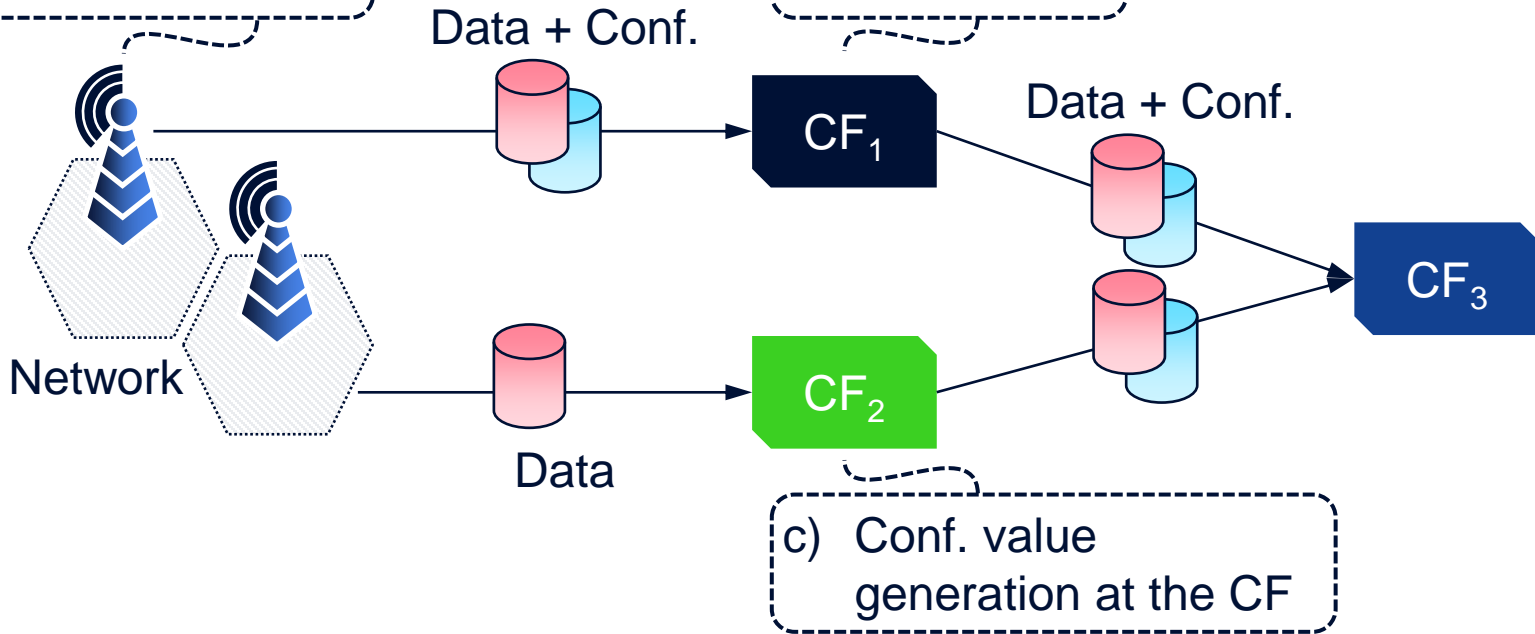 Data + Conf.
CF₁
Data + Conf.
CF₃
Network
CF₂
Data
c) Conf. value
generation at the CF